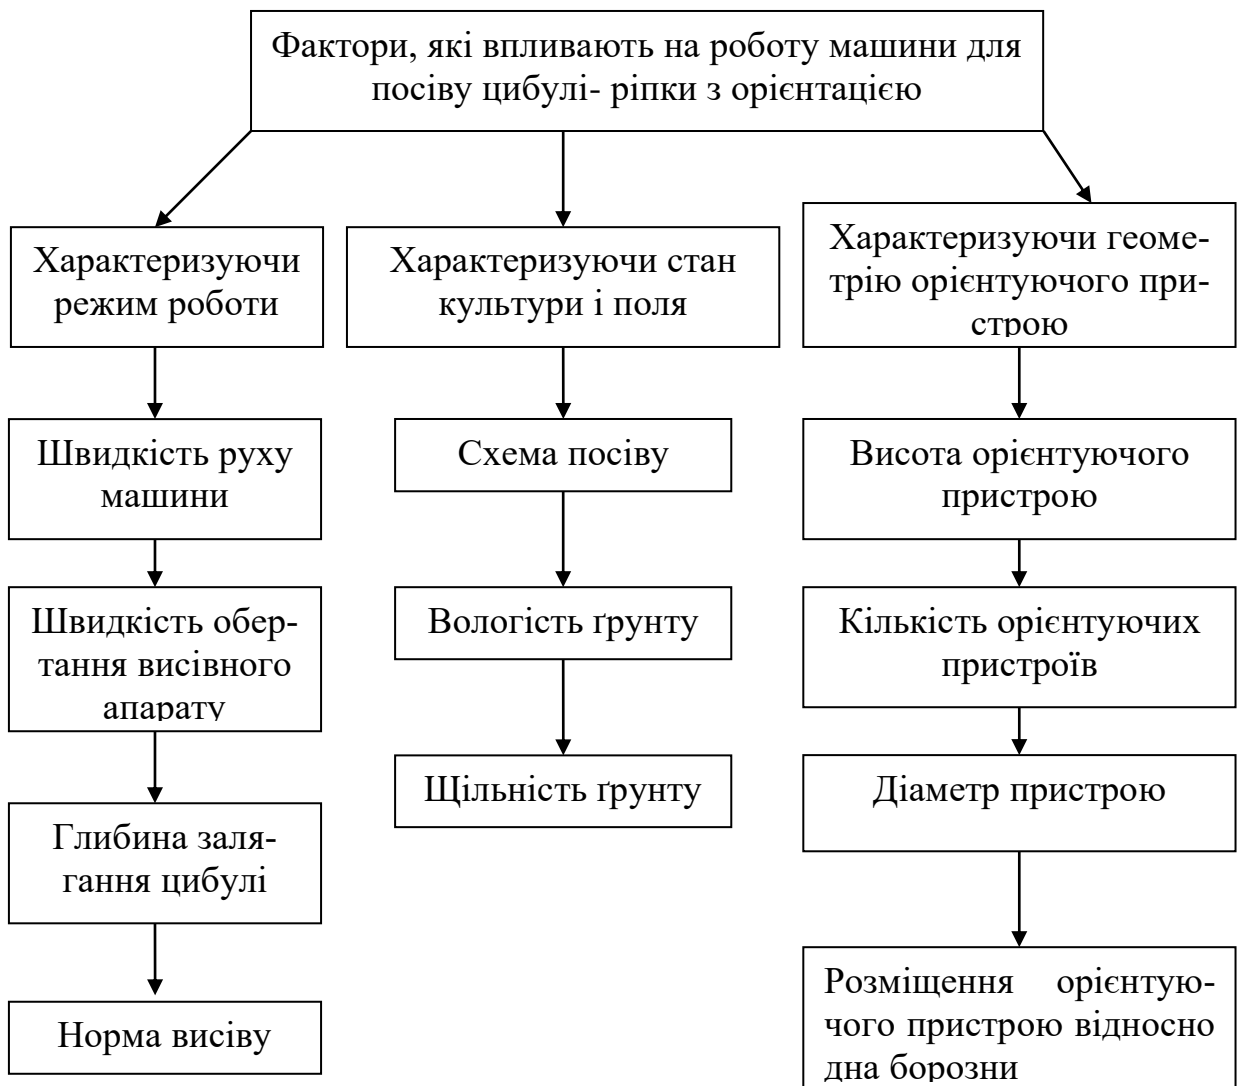 Фактори, які впливають на роботу машини для
посіву цибулі- ріпки з орієнтацією
Характеризуючи
режим роботи
Швидкість руху
машини
Швидкість обер-
тання висівного
апарату
Глибина заля-
гання цибулі
Норма висіву
Характеризуючи стан
культури і поля
Схема посіву
Вологість ґрунту
Щільність ґрунту
Характеризуючи геоме-
трію орієнтуючого при-
строю
Висота орієнтуючого
пристрою
Кількість орієнтуючих
пристроїв
Діаметр пристрою
Розміщення орієнтую-
чого пристрою відносно
дна борозни